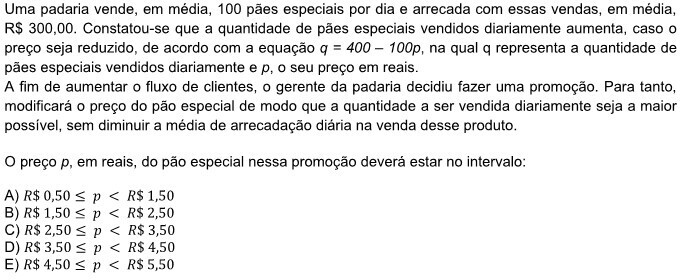 Uma padaria vende, em média, 100 pães especiais por dia e arrecada com essas vendas, em média,
R$ 300,00. Constatou-se que a quantidade de pães especiais vendidos diariamente aumenta, caso o
preço seja reduzido, de acordo com a equação q = 400 – 100p, na qual q representa a quantidade de
pães especiais vendidos diariamente e p, o seu preço em reais.
A fim de aumentar o fluxo de clientes, o gerente da padaria decidiu fazer uma promoção. Para tanto,
modificará o preço do pão especial de modo que a quantidade a ser vendida diariamente seja a maior
possível, sem diminuir a média de arrecadação diária na venda desse produto.
O preço p, em reais, do pão especial nessa promoção deverá estar no intervalo:
A) R$ 0,50 ≤ p < R$ 1,50
B) R$ 1,50 ≤ p < R$ 2,50
C) R$ 2,50 ≤ p < R$ 3,50
D) R$ 3,50 ≤ p < R$ 4,50
E) R$ 4,50 ≤ p < R$ 5,50